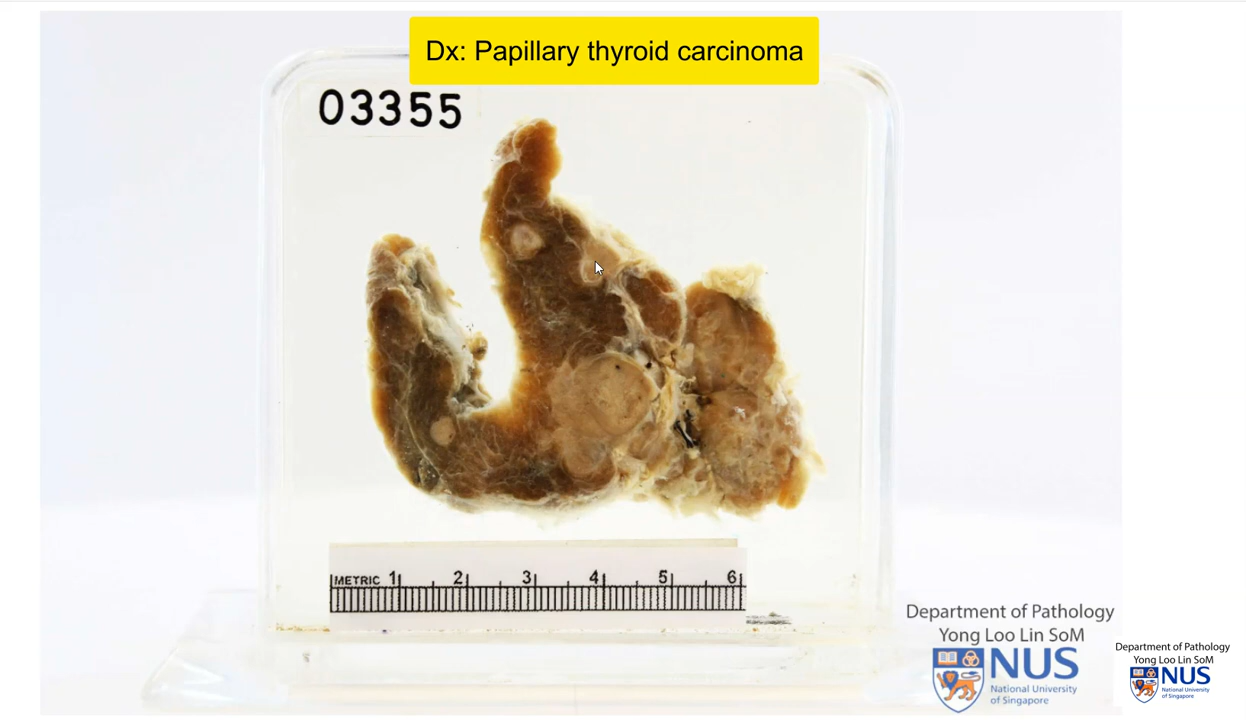 Dx: Papillary thyroid carcinoma
03355
METRIC 1 2 3 4 5 6
Department of Pathology
Yong Loo Lin SoM
NUS
National University
of Singapore
Department of Pathology
Yong Loo Lin SoM
NUS
National University
of Singapore